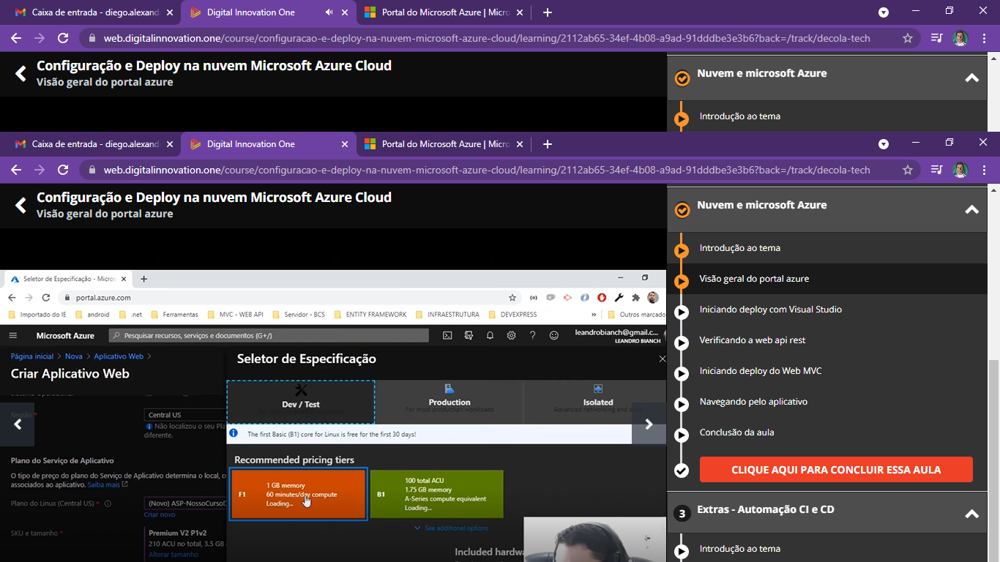 Caixa de entrada - diego.alexand
Digital Innovation One
Portal do Microsoft Azure | Micro
web.digitalinnovation.one/course/configuracao-e-deploy-na-nuvem-microsoft-azure-cloud/learning/2112ab65-34ef-4b08-a9ad-91dddbe3e3b6?back=/track/decola-tech
Configuração e Deploy na nuvem Microsoft Azure Cloud
Visão geral do portal azure
Nuvem e microsoft Azure
Introdução ao tema
Caixa de entrada - diego.alexand
Digital Innovation One
Portal do Microsoft Azure | Micro
web.digitalinnovation.one/course/configuracao-e-deploy-na-nuvem-microsoft-azure-cloud/learning/2112ab65-34ef-4b08-a9ad-91dddbe3e3b6?back=/track/decola-tech
Configuração e Deploy na nuvem Microsoft Azure Cloud
Visão geral do portal azure
Seletor de Especificação - Micros
portal.azure.com
Importado do IE
android
.net
Ferramentas
MVC - WEB API
Servidor - BCS
ENTITY FRAMEWORK
INFRAESTRUTURA
DEVEXPRESS
»
Outros marcado
Microsoft Azure
Pesquisar recursos, serviços e documentos (G+/)
leandrobianch@gmail.c...
LEANDRO BIANCH
Página inicial > Nova > Aplicativo Web >
Criar Aplicativo Web
Sistema Operacional
Região *
Central US
Não localizou o seu Pla
diferente.
Plano do Serviço de Aplicativo
O tipo de preço do plano do Serviço de Aplicativo determina o local, o
associados ao aplicativo. Saiba mais
Plano do Linux (Central US) *
(Novo) ASP-NossoCursoD
Criar novo
SKU e tamanho *
Premium V2 P1v2
210 ACU no total, 3.5 GB
Alterar tamanho
Seletor de Especificação
Dev / Test
Production
For most production workloads
Isolated
Advanced networking and s
The first Basic (B1) core for Linux is free for the first 30 days!
Recommended pricing tiers
F1
1 GB memory
60 minutes/day compute
Loading...
B1
100 total ACU
1.75 GB memory
A-Series compute equivalent
Loading...
See additional options
Included hardwa
Nuvem e microsoft Azure
Introdução ao tema
Visão geral do portal azure
Iniciando deploy com Visual Studio
Verificando a web api rest
Iniciando deploy do Web MVC
Navegando pelo aplicativo
Conclusão da aula
CLIQUE AQUI PARA CONCLUIR ESSA AULA
3
Extras - Automação CI e CD
Introdução ao tema